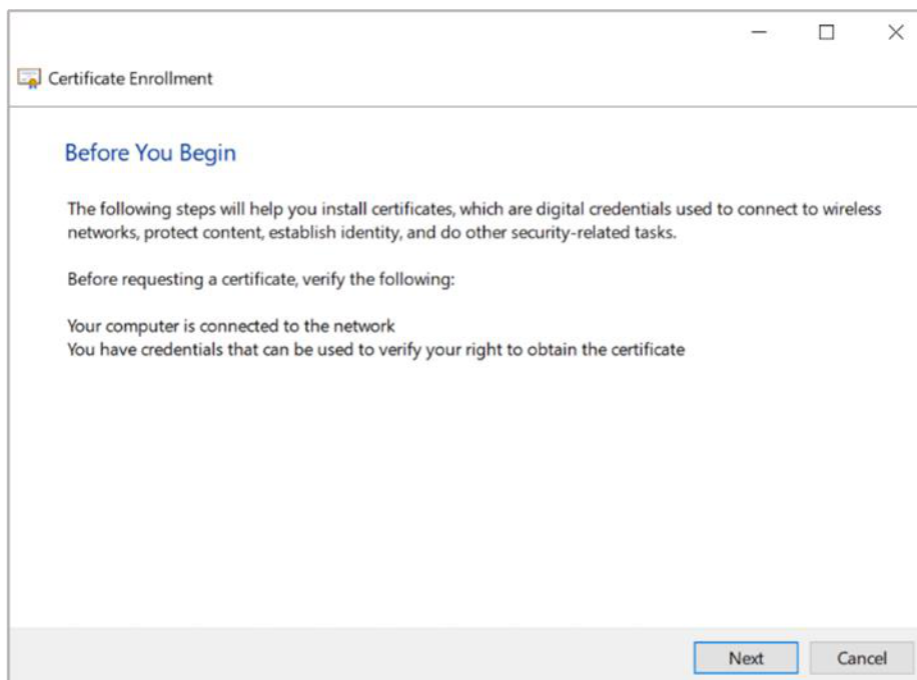 Certificate Enrollment
Before You Begin
The following steps will help you install certificates, which are digital credentials used to connect to wireless
networks, protect content, establish identity, and do other security-related tasks.
Before requesting a certificate, verify the following:
Your computer is connected to the network
You have credentials that can be used to verify your right to obtain the certificate
Next Cancel